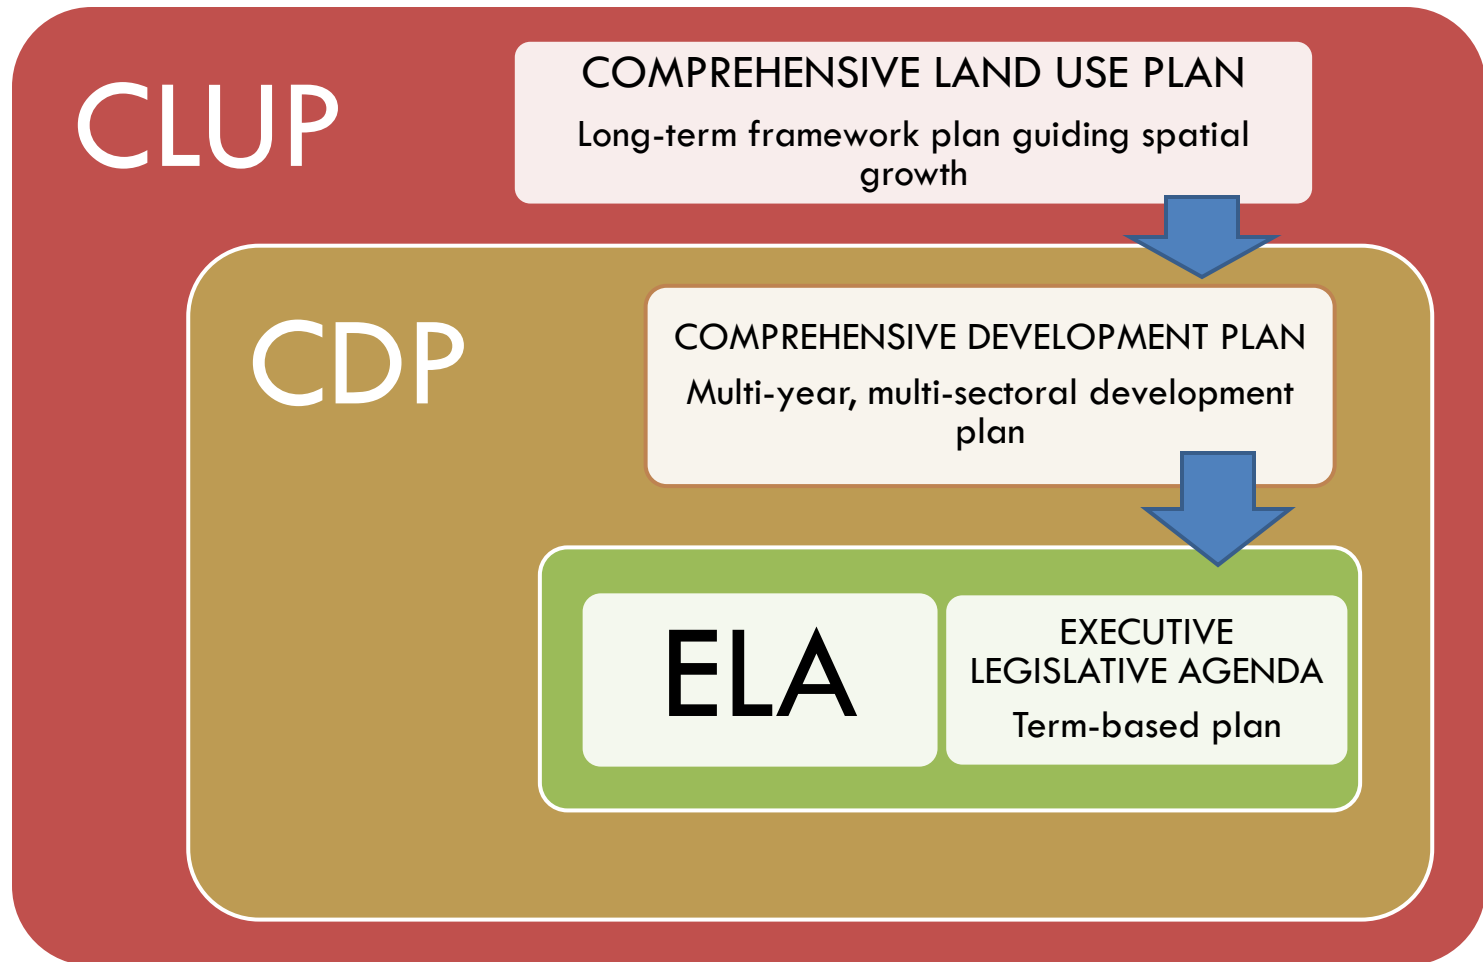 CLUP
COMPREHENSIVE LAND USE PLAN
Long-term framework plan guiding spatial
growth
CDP
COMPREHENSIVE DEVELOPMENT PLAN
Multi-year, multi-sectoral development
plan
ELA
EXECUTIVE
LEGISLATIVE AGENDA
Term-based plan